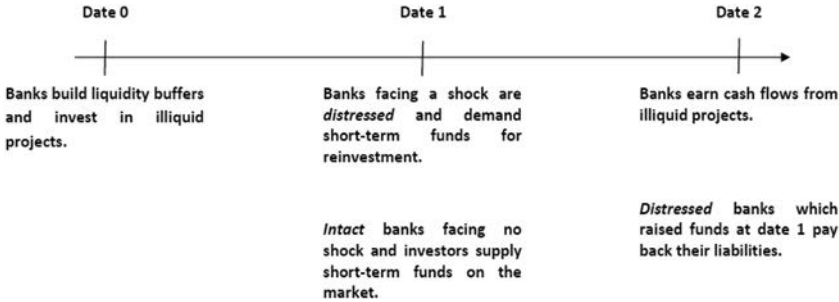 Date 0
Date 1
Date 2
Banks build liquidity buffers
and invest in illiquid
projects.
Banks facing a shock are
distressed and demand
short-term funds for
reinvestment.
Intact banks facing no
shock and investors supply
short-term funds on the
market.
Banks earn cash flows from
illiquid projects.
Distressed banks which
raised funds at date 1 pay
back their liabilities.